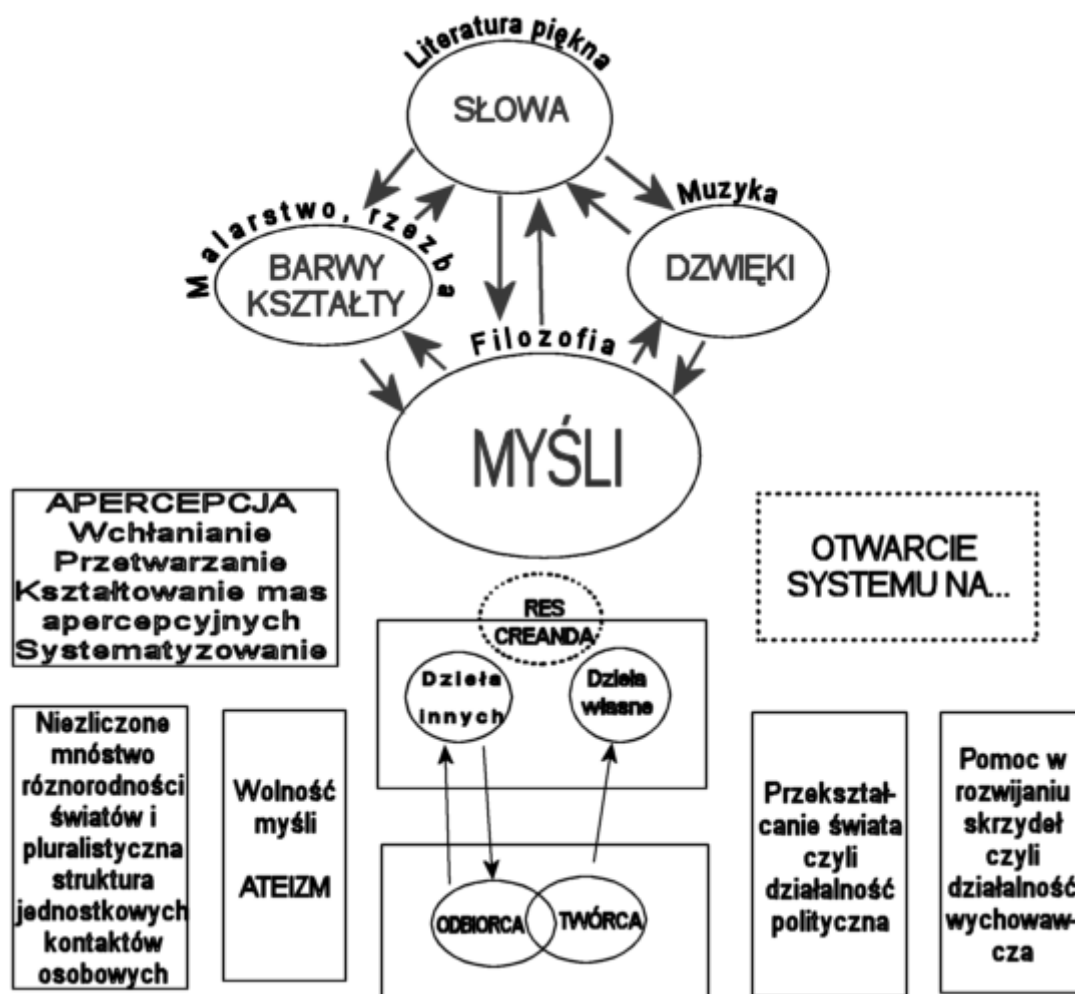 Literatura piękna
SŁOWA
Muzyka
DZWIĘKI
Malarstwo, rzezba
BARWY
KSZTAŁTY
Filozofia
MYŚLI
APERCEPCJA
Wchłanianie
Przetwarzanie
Kształtowanie mas
apercepcyjnych
Systematyzowanie
OTWARCIE
SYSTEMU NA...
RES
CREANDA
Dzieła
innych
Dzieła
własne
Niezliczone
mnóstwo
róznorodności
światów i
pluralistyczna
struktura
jednostkowych
kontaktów
osobowych
Wolność
myśli
ATEIZM
ODBIORCA
TWÓRCA
Przekształ-
canie świata
czyli
działalność
polityczna
Pomoc w
rozwijaniu
skrzydeł
czyli
działalność
wychowaw-
cza